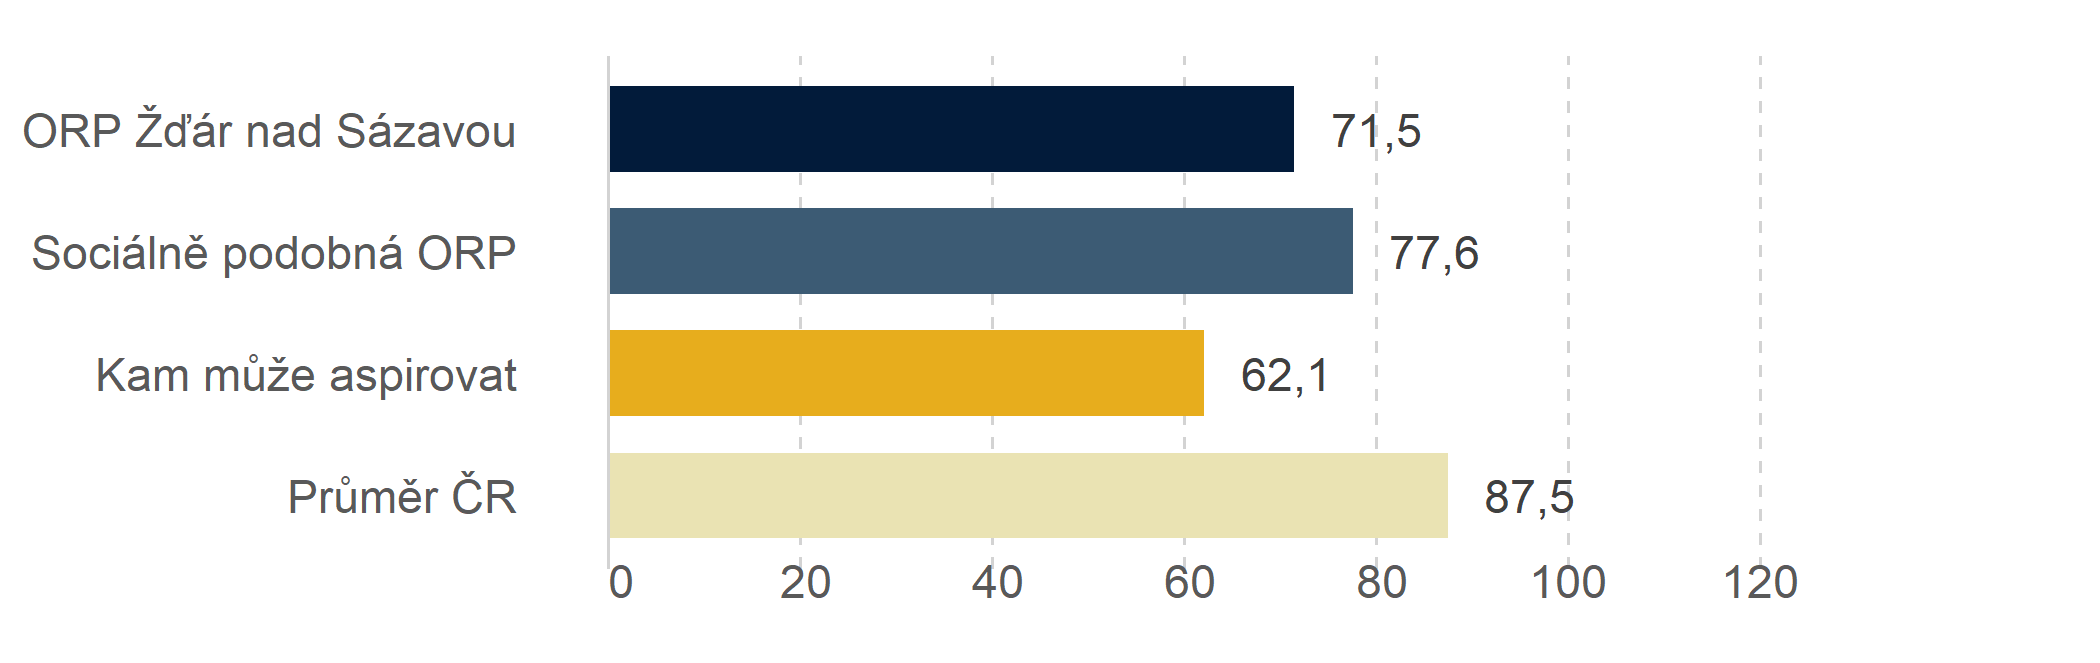 ORP Žďár nad Sázavou 71,5
Sociálně podobná ORP 77,6
Kam může aspirovat 62,1
Průměr ČR 87,5
0 20 40 60 80 100 120